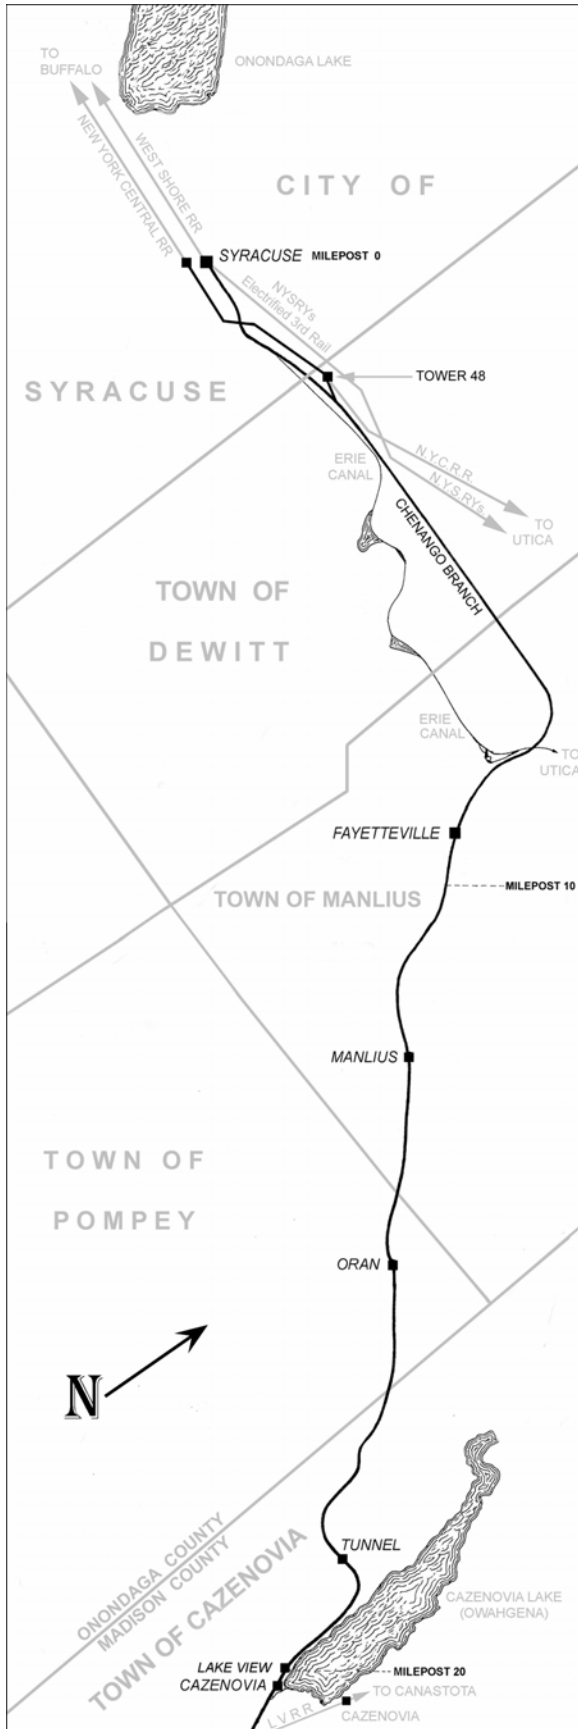 TO
BUFFALO
ONONDAGA LAKE
WEST SHORE RR
NEW YORK CENTRAL RR
CITY OF
SYRACUSE MILEPOST 0
NYSRYs
Electrified 3rd Rail
SYRACUSE
TOWER 48
ERIE
CANAL
N.Y.C.R.R.
N.Y.S RYs.
TO
UTICA
CHENANGO BRANCH
TOWN OF
DEWITT
ERIE
CANAL
TO
UTICA
FAYETTEVILLE
MILEPOST 10
TOWN OF MANLIUS
MANLIUS
TOWN OF
POMPEY
ORAN
N
ONONDAGA COUNTY
MADISON COUNTY
TOWN OF CAZENOVIA
TUNNEL
CAZENOVIA LAKE
(OWAHGENA)
LAKE VIEW
CAZENOVIA
MILEPOST 20
L V R R
TO CANASTOTA
CAZENOVIA